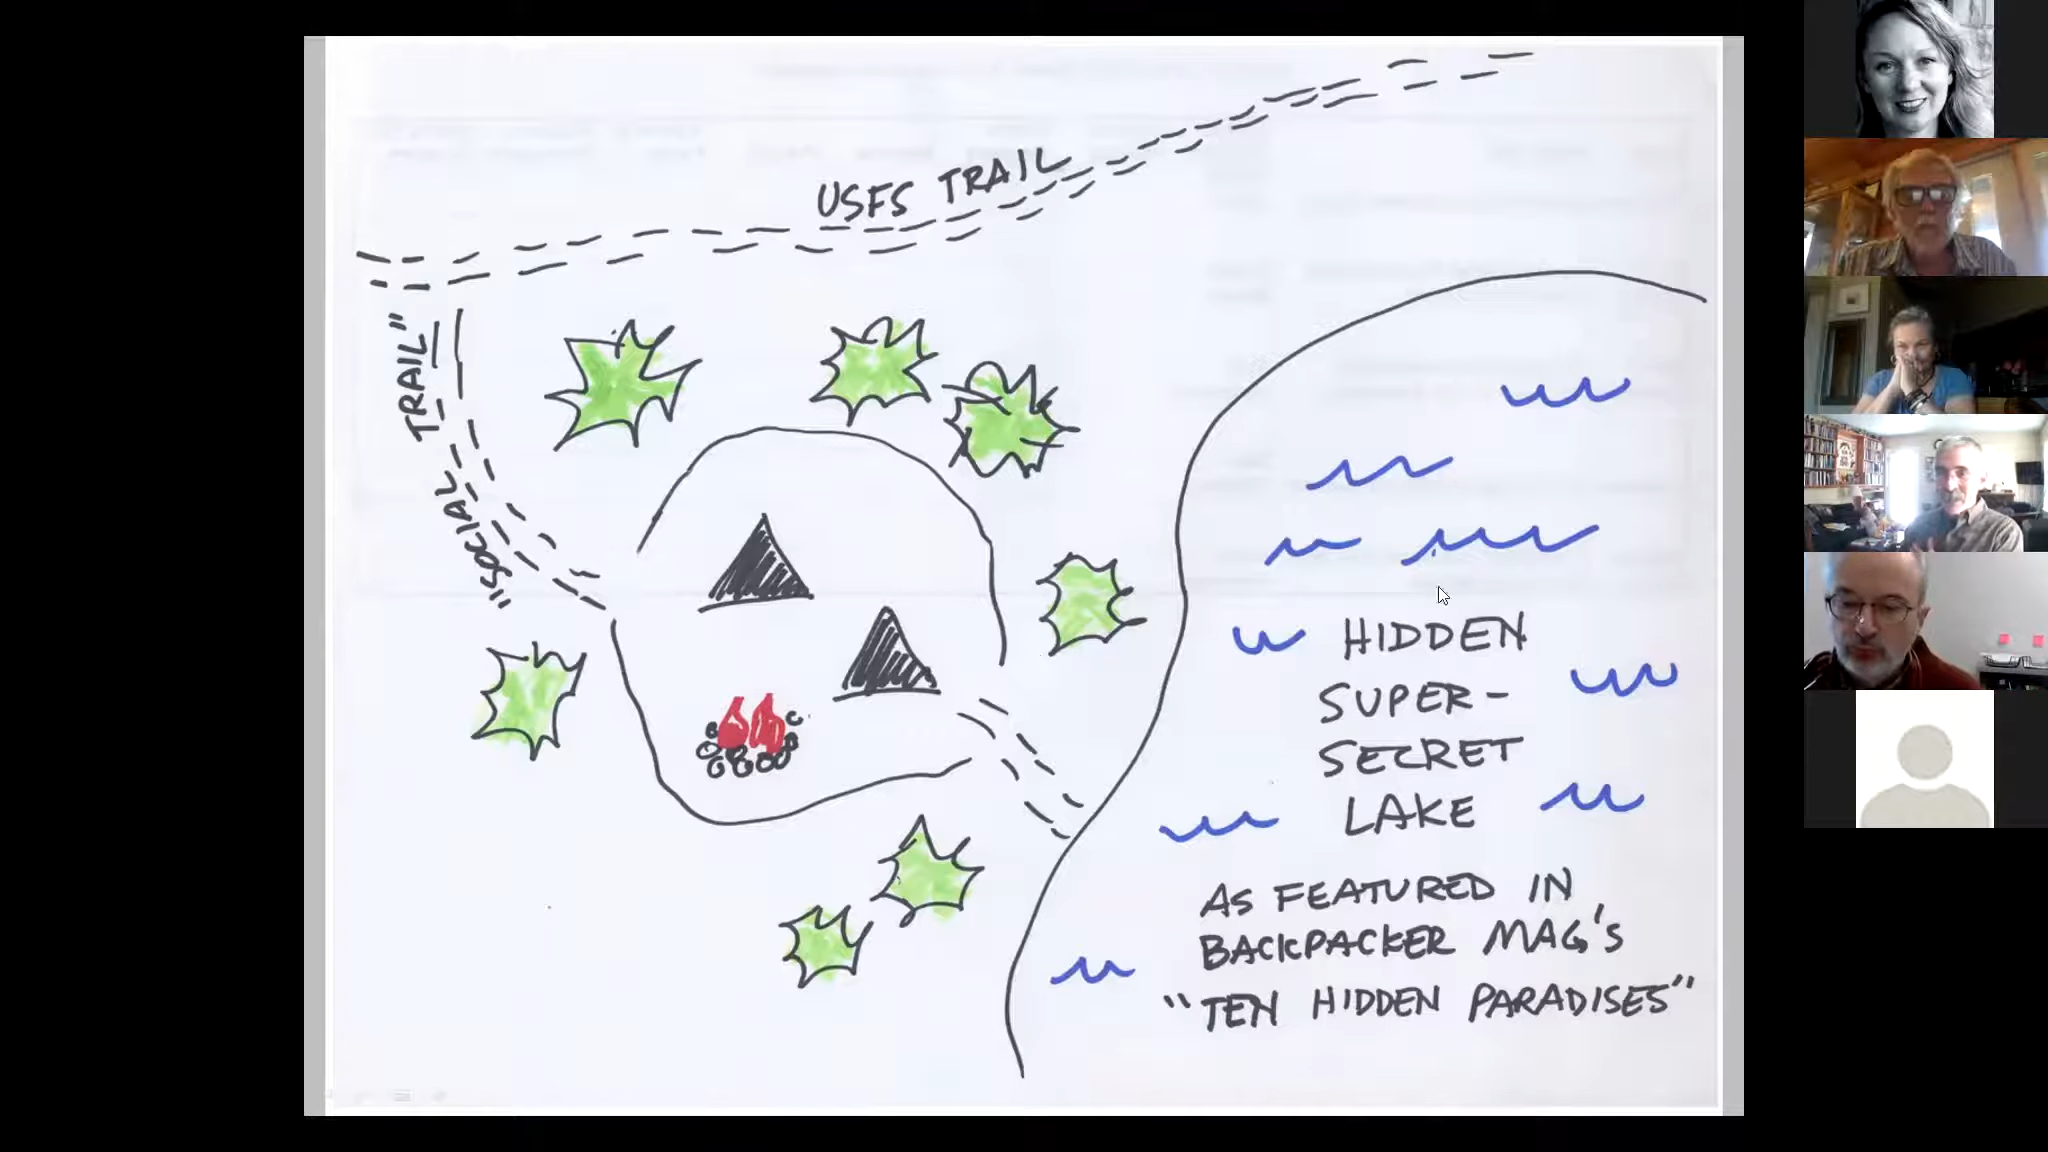 USFS TRAIL
"SOCIAL TRAIL"
HIDDEN
SUPER-
SECRET
LAKE
AS FEATURED IN
BACKPACKER MAG'S
"TEN HIDDEN PARADISES"